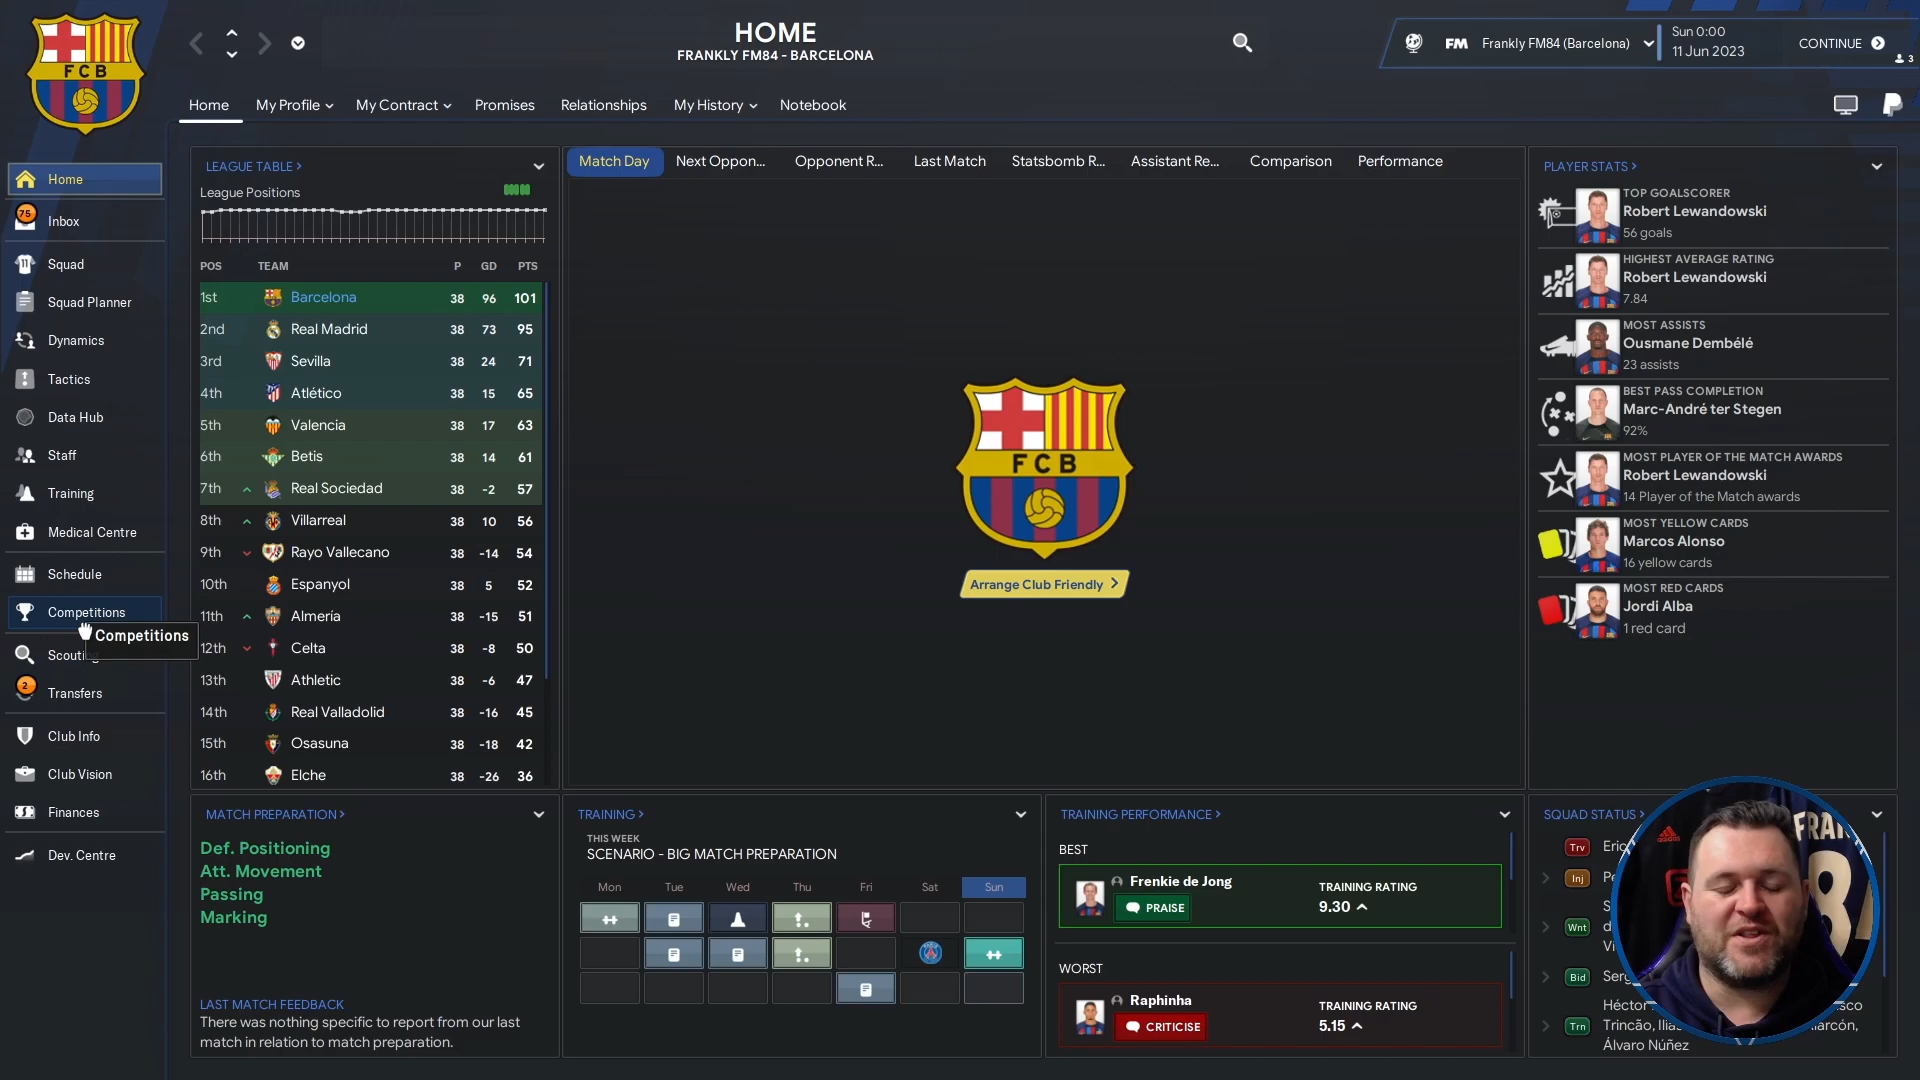 HOME
FRANKLY FM84 - BARCELONA
FM Frankly FM84 (Barcelona)
Sun 0:00
11 Jun 2023
CONTINUE
3
FCB
Home
My Profile
My Contract
Promises
Relationships
My History
Notebook
Home
75
Inbox
Squad
Squad Planner
Dynamics
Tactics
Data Hub
Staff
Training
Medical Centre
Schedule
Competitions
Competitions
Scouting
2
Transfers
Club Info
Club Vision
Finances
Dev. Centre
LEAGUE TABLE >
League Positions
POS TEAM P GD PTS
1st Barcelona 38 96 101
2nd Real Madrid 38 73 95
3rd Sevilla 38 24 71
4th Atlético 38 15 65
5th Valencia 38 17 63
6th Betis 38 14 61
7th Real Sociedad 38 -2 57
8th Villarreal 38 10 56
9th Rayo Vallecano 38 -14 54
10th Espanyol 38 5 52
11th Almería 38 -15 51
12th Celta 38 -8 50
13th Athletic 38 -6 47
14th Real Valladolid 38 -16 45
15th Osasuna 38 -18 42
16th Elche 38 -26 36
Match Day
Next Oppon...
Opponent R...
Last Match
Statsbomb R...
Assistant Re...
Comparison
Performance
FCB
Arrange Club Friendly >
PLAYER STATS >
TOP GOALSCORER
Robert Lewandowski
56 goals
HIGHEST AVERAGE RATING
Robert Lewandowski
7.84
MOST ASSISTS
Ousmane Dembélé
23 assists
BEST PASS COMPLETION
Marc-André ter Stegen
92%
MOST PLAYER OF THE MATCH AWARDS
Robert Lewandowski
14 Player of the Match awards
MOST YELLOW CARDS
Marcos Alonso
16 yellow cards
MOST RED CARDS
Jordi Alba
1 red card
MATCH PREPARATION >
Def. Positioning
Att. Movement
Passing
Marking
LAST MATCH FEEDBACK
There was nothing specific to report from our last
match in relation to match preparation.
TRAINING >
THIS WEEK
SCENARIO - BIG MATCH PREPARATION
Mon Tue Wed Thu Fri Sat Sun
TRAINING PERFORMANCE >
BEST
Frenkie de Jong
PRAISE
TRAINING RATING
9.30
WORST
Raphinha
CRITICISE
TRAINING RATING
5.15
SQUAD STATUS >
Trv Eric
Inj
Wnt
Bid
Trn Héctor
Trincão,
Álvaro Núñez
adidas
8